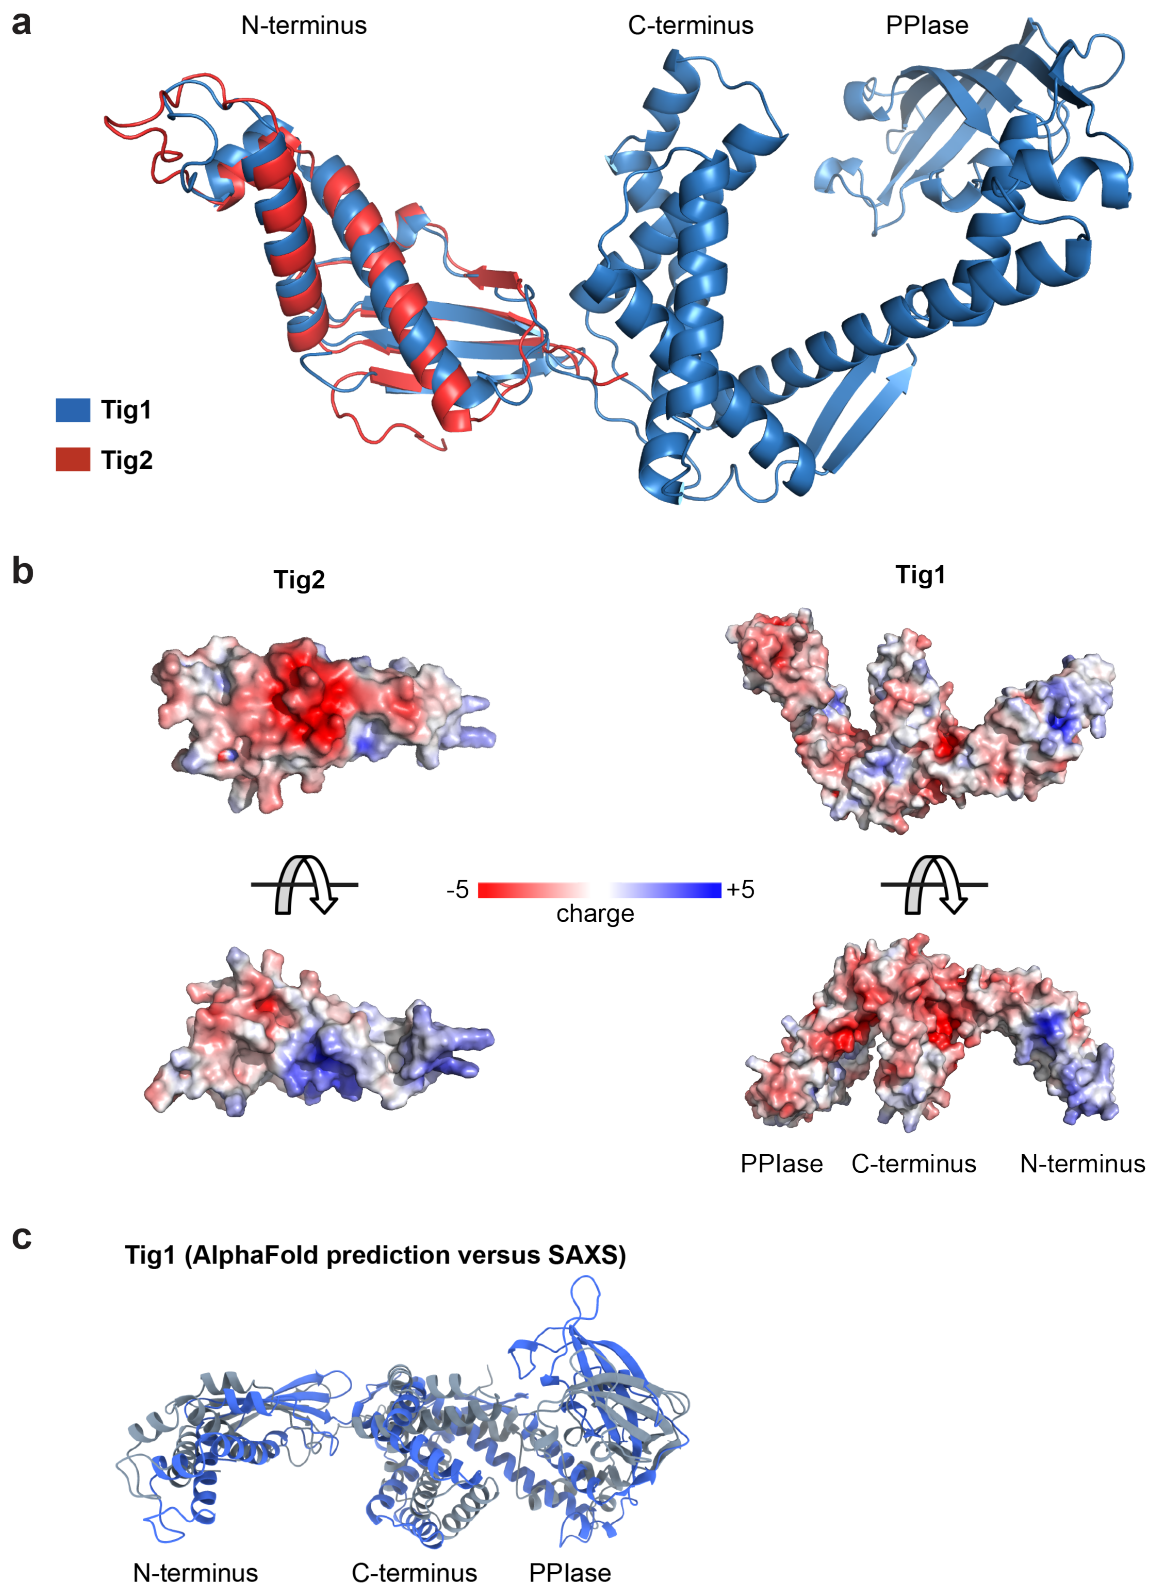 a
N-terminus
C-terminus
PPIase
Tig1
Tig2
b
Tig2
Tig1
-5
+5
charge
PPIase
C-terminus
N-terminus
c
Tig1 (AlphaFold prediction versus SAXS)
N-terminus
C-terminus
PPIase